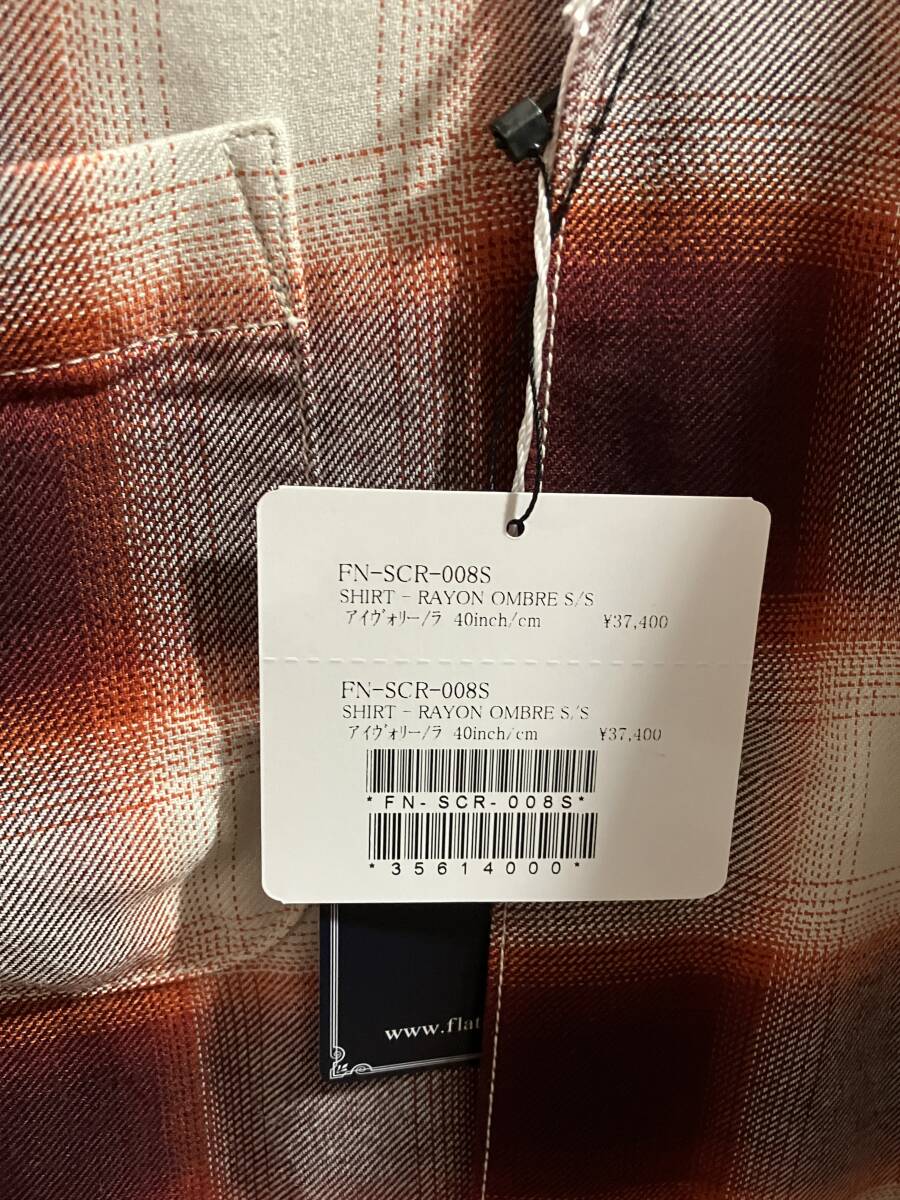 FN-SCR-008S
SHIRT - RAYON OMBRE S/S
アイヴォリー/ラ 40inch/cm ¥37,400
FN-SCR-008S
SHIRT - RAYON OMBRE S/S
アイヴォリー/ラ 40inch/cm ¥37,400
*FN-SCR-008S*
*35614000*
www.flat